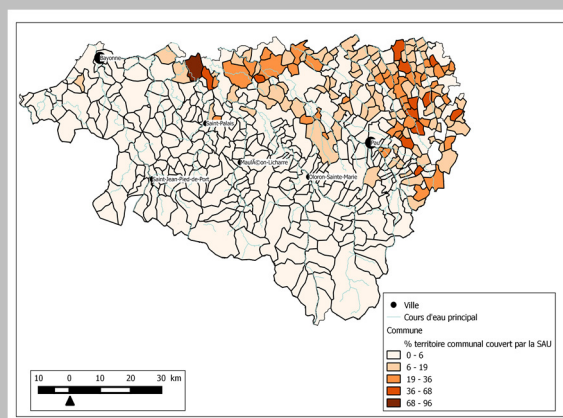 Bayonne
Saint-Palais
Pau
MaulÃ©on-Licharre
Oloron-Sainte-Marie
Saint-Jean-Pied-de-Port
Ville
Cours d'eau principal
Commune
% territoire communal couvert par la SAU
0 - 6
6 - 19
19 - 36
36 - 68
68 - 96
10 0 10 20 30 km